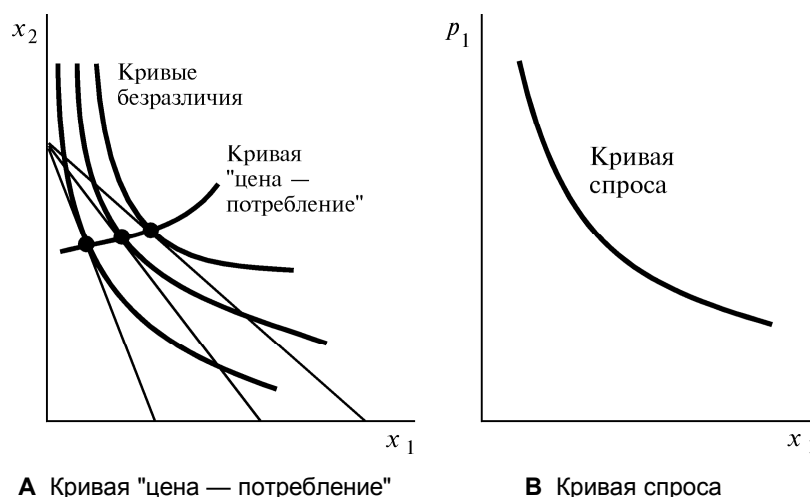 x2
Кривые
безразличия
Кривая
"цена —
потребление"
x1
A Кривая "цена — потребление"
p1
Кривая
спроса
x
B Кривая спроса